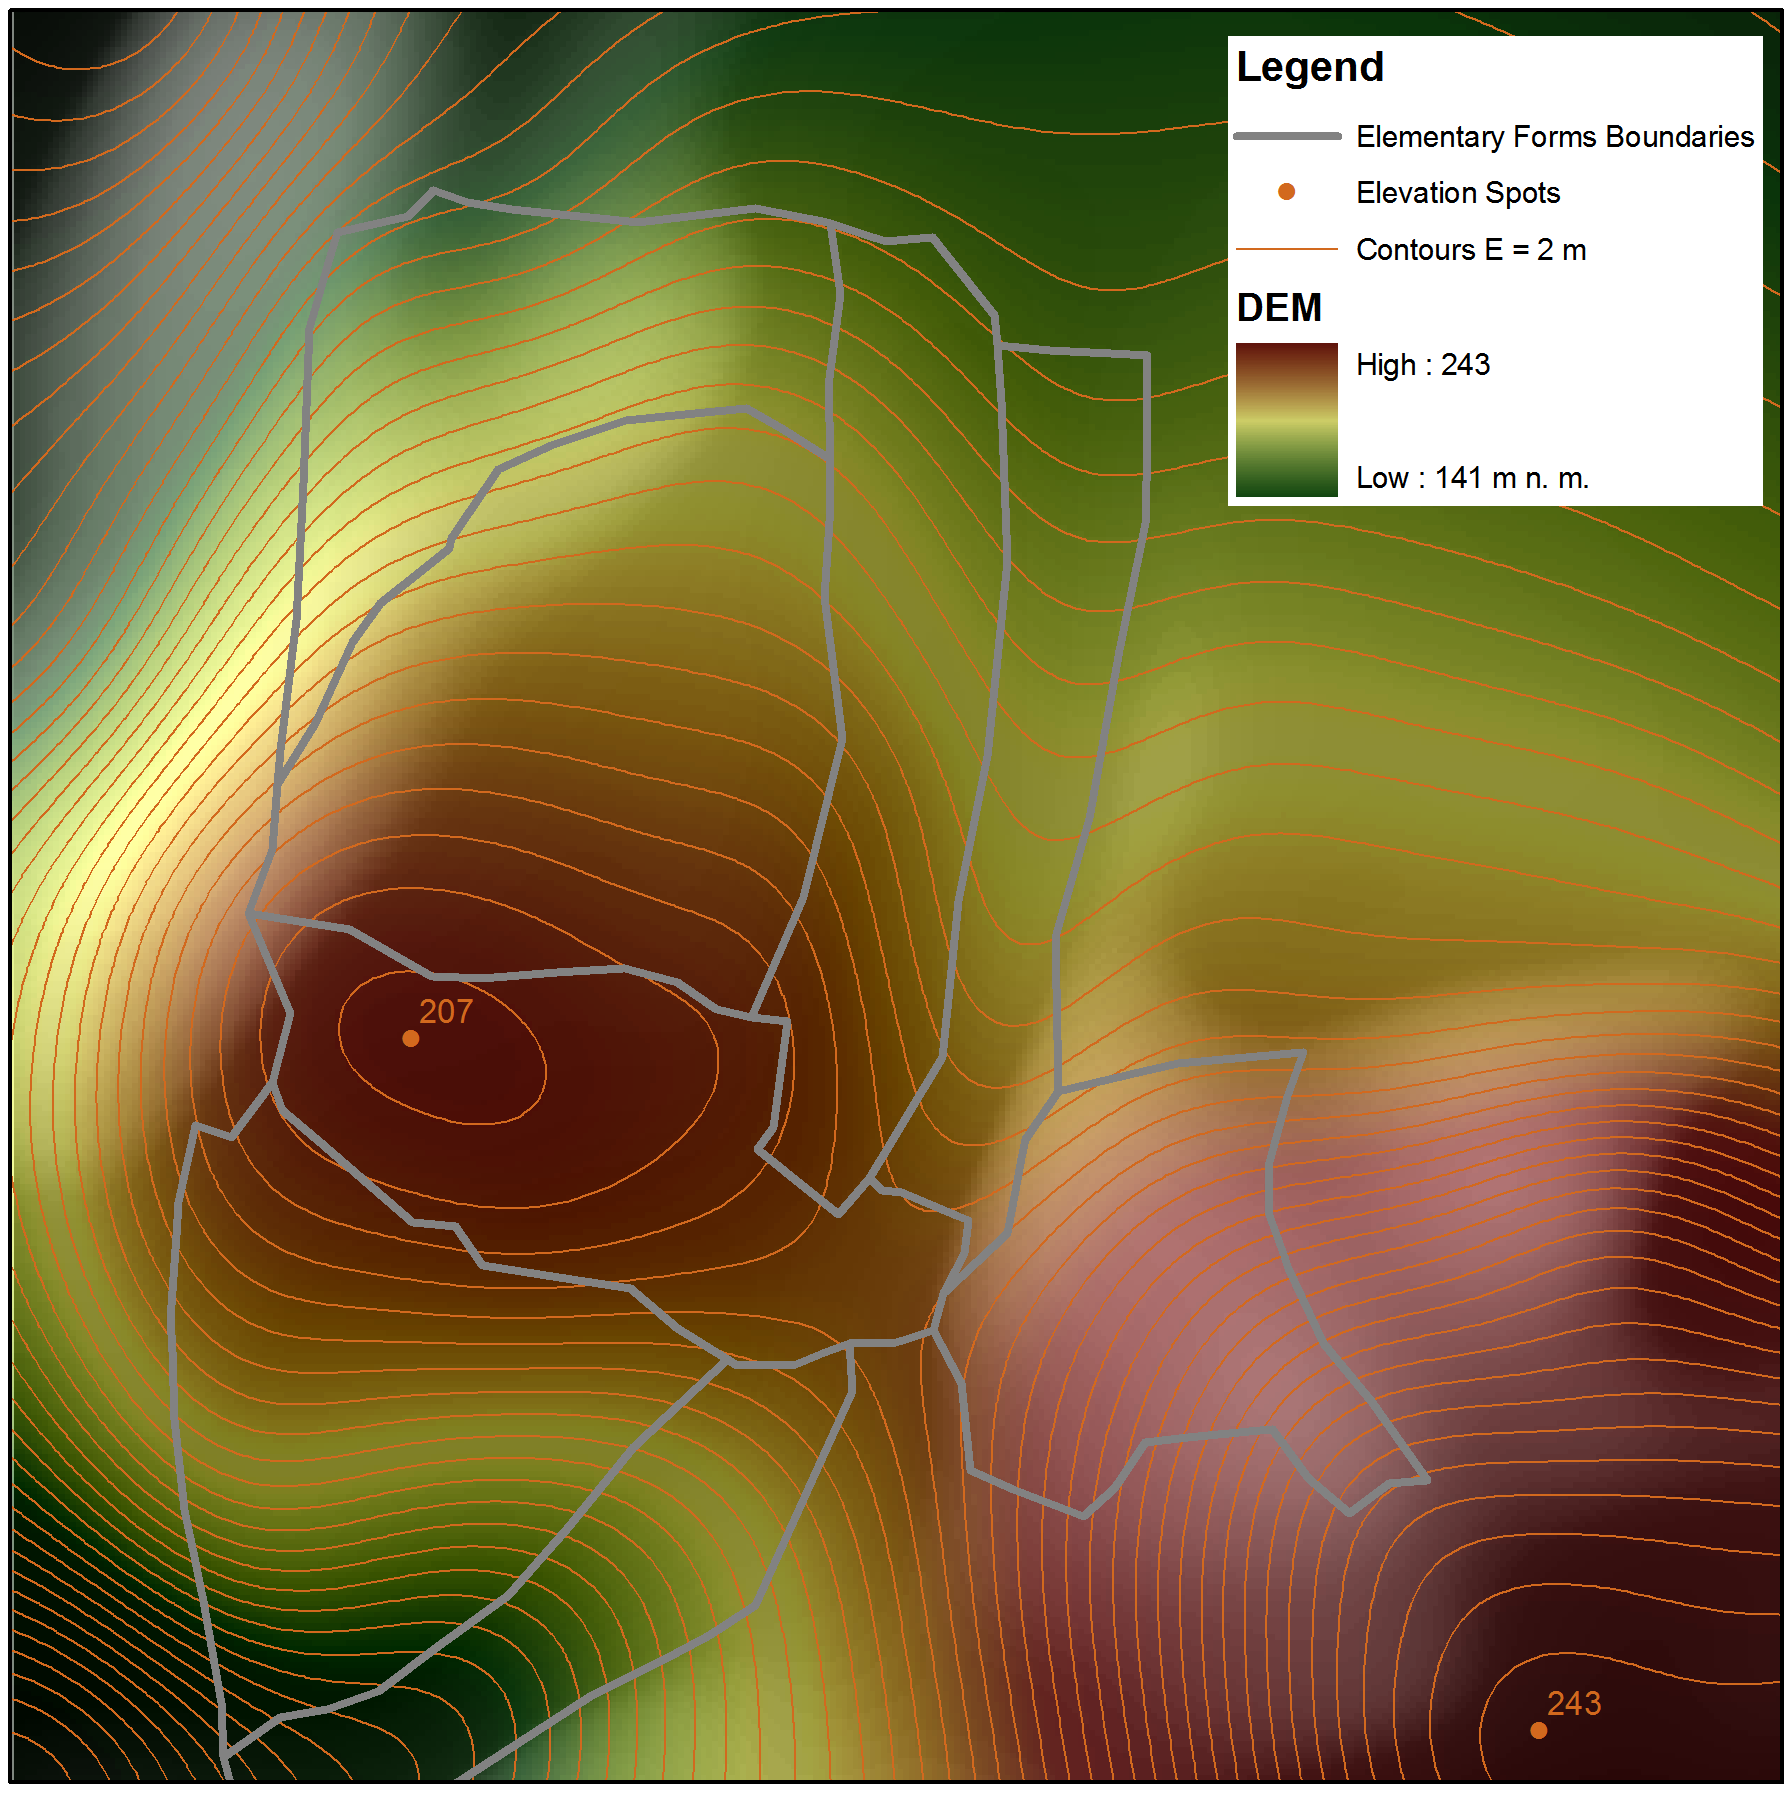 Legend
Elementary Forms Boundaries
Elevation Spots
Contours E = 2 m
DEM
High : 243
Low : 141 m n. m.
207
243